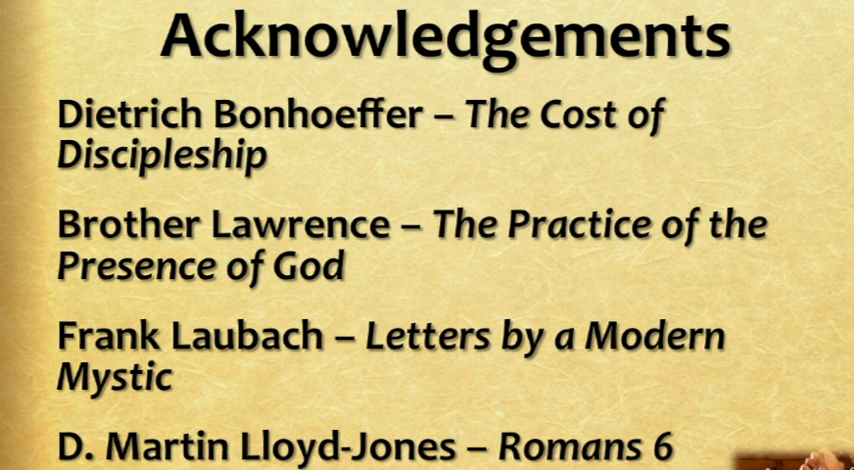 Acknowledgements
Dietrich Bonhoeffer – The Cost of
Discipleship
Brother Lawrence – The Practice of the
Presence of God
Frank Laubach – Letters by a Modern
Mystic
D. Martin Lloyd-Jones – Romans 6